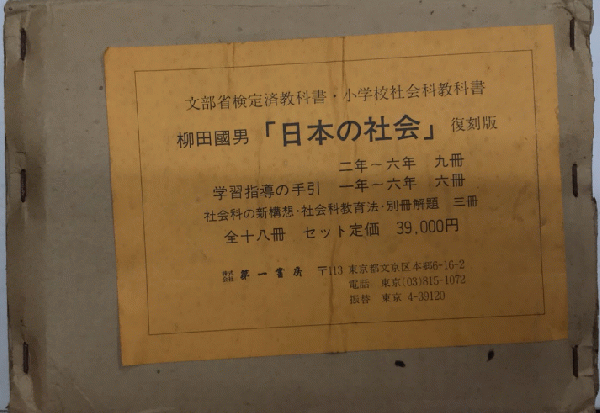 文部省検定済教科書・小学校社会科教科書
柳田國男「日本の社会」復刻版
二年~六年 九冊
学習指導の手引 一年~六年 六冊
社会科の新構想・社会科教育法・別冊解題 三冊
全十八冊 セット定価 39,000円
株式会社 第一書房 〒113 東京都文京区本郷6-16-2
電話 東京(03)815-1072
振替 東京 4-39120